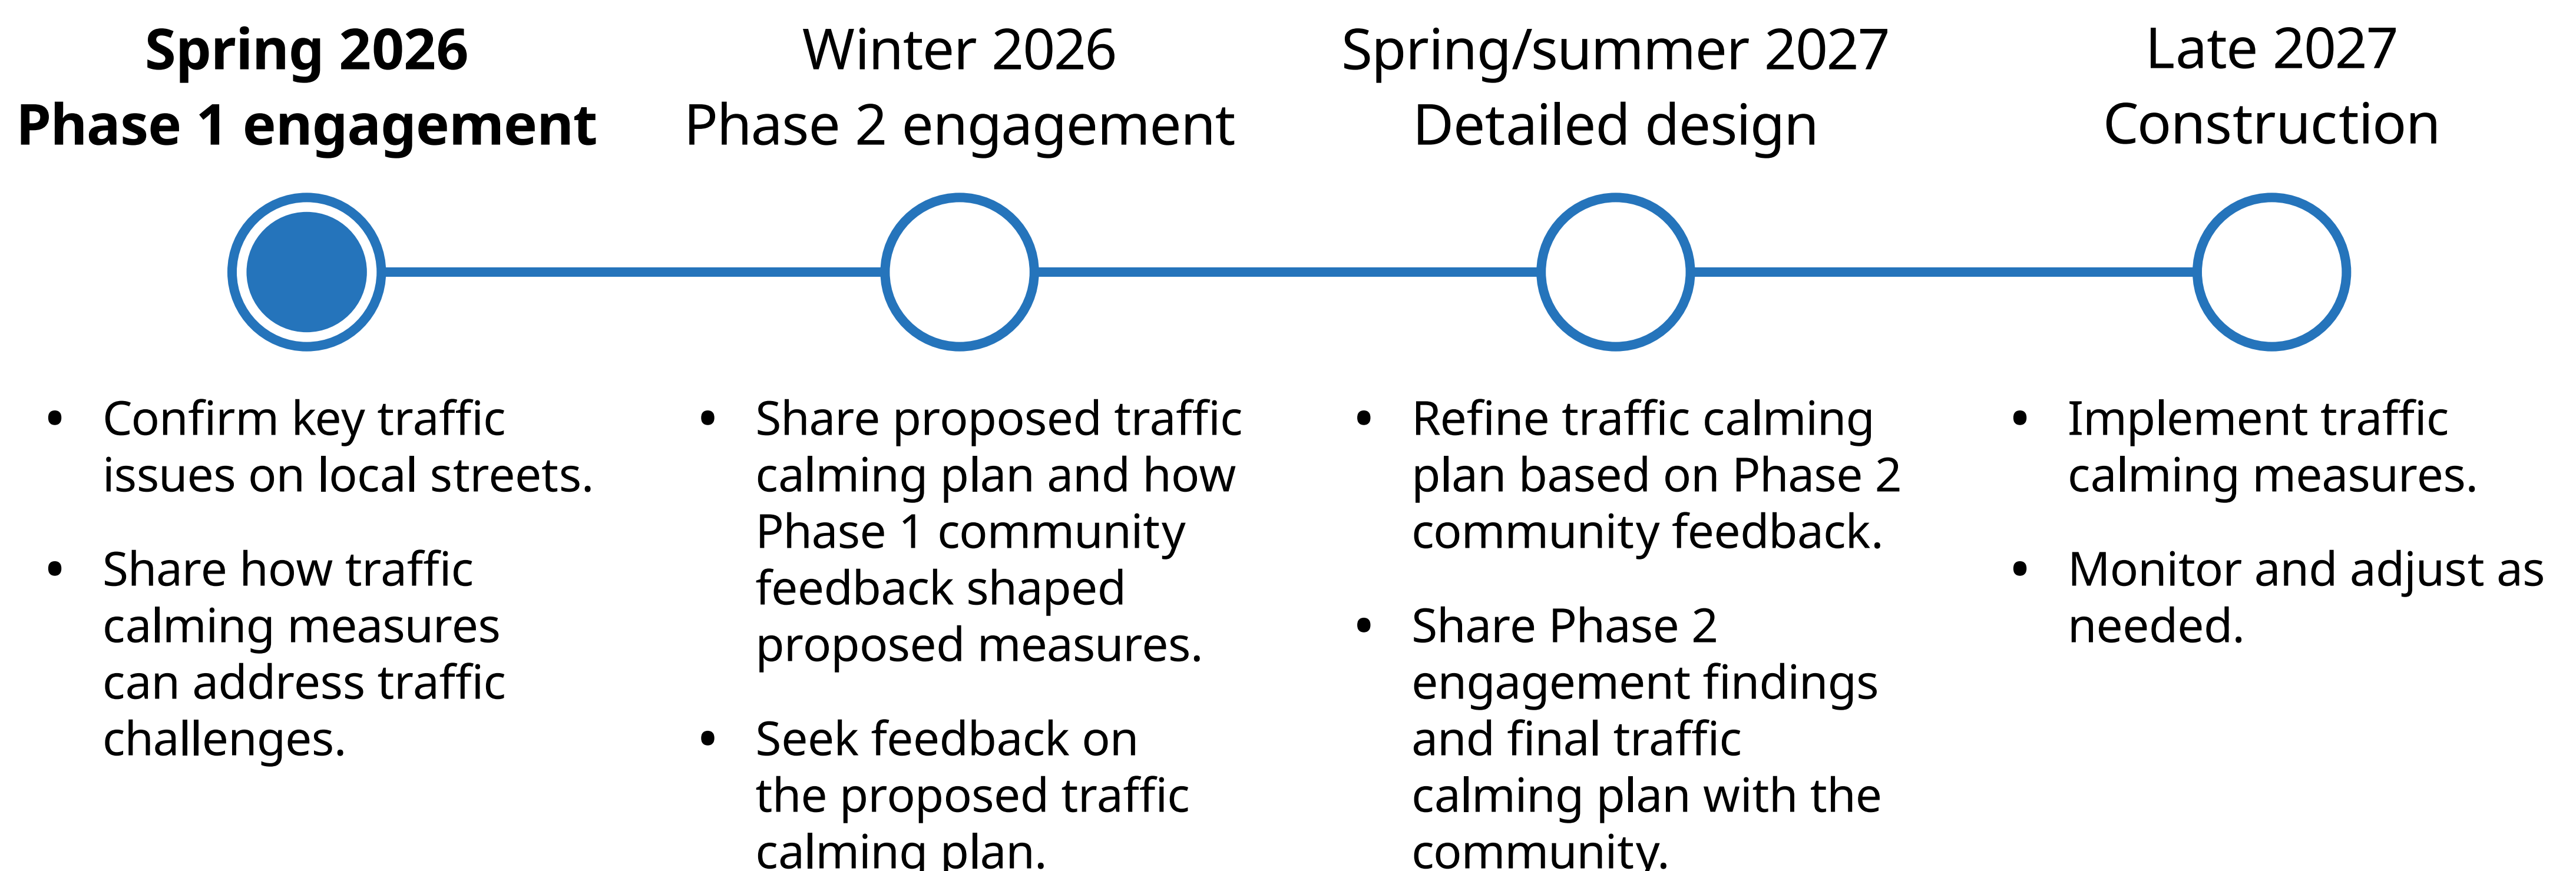 Spring 2026
Phase 1 engagement
Winter 2026
Phase 2 engagement
Spring/summer 2027
Detailed design
Late 2027
Construction
• Confirm key traffic
issues on local streets.
• Share how traffic
calming measures
can address traffic
challenges.
• Share proposed traffic
calming plan and how
Phase 1 community
feedback shaped
proposed measures.
• Seek feedback on
the proposed traffic
calming plan.
• Refine traffic calming
plan based on Phase 2
community feedback.
• Share Phase 2
engagement findings
and final traffic
calming plan with the
community.
• Implement traffic
calming measures.
• Monitor and adjust as
needed.